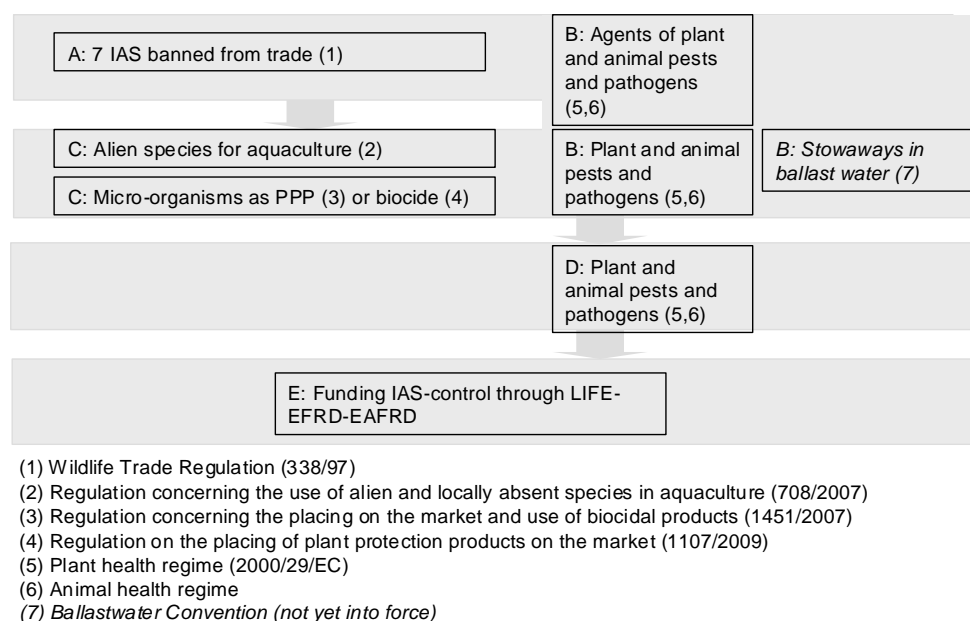 A: 7 IAS banned from trade (1)
B: Agents of plant
and animal pests
and pathogens
(5,6)
C: Alien species for aquaculture (2)
C: Micro-organisms as PPP (3) or biocide (4)
B: Plant and animal
pests and
pathogens (5,6)
B: Stowaways in
ballast water (7)
D: Plant and
animal pests and
pathogens (5,6)
E: Funding IAS-control through LIFE-
EFRD-EAFRD
(1) Wildlife Trade Regulation (338/97)
(2) Regulation concerning the use of alien and locally absent species in aquaculture (708/2007)
(3) Regulation concerning the placing on the market and use of biocidal products (1451/2007)
(4) Regulation on the placing of plant protection products on the market (1107/2009)
(5) Plant health regime (2000/29/EC)
(6) Animal health regime
(7) Ballastwater Convention (not yet into force)